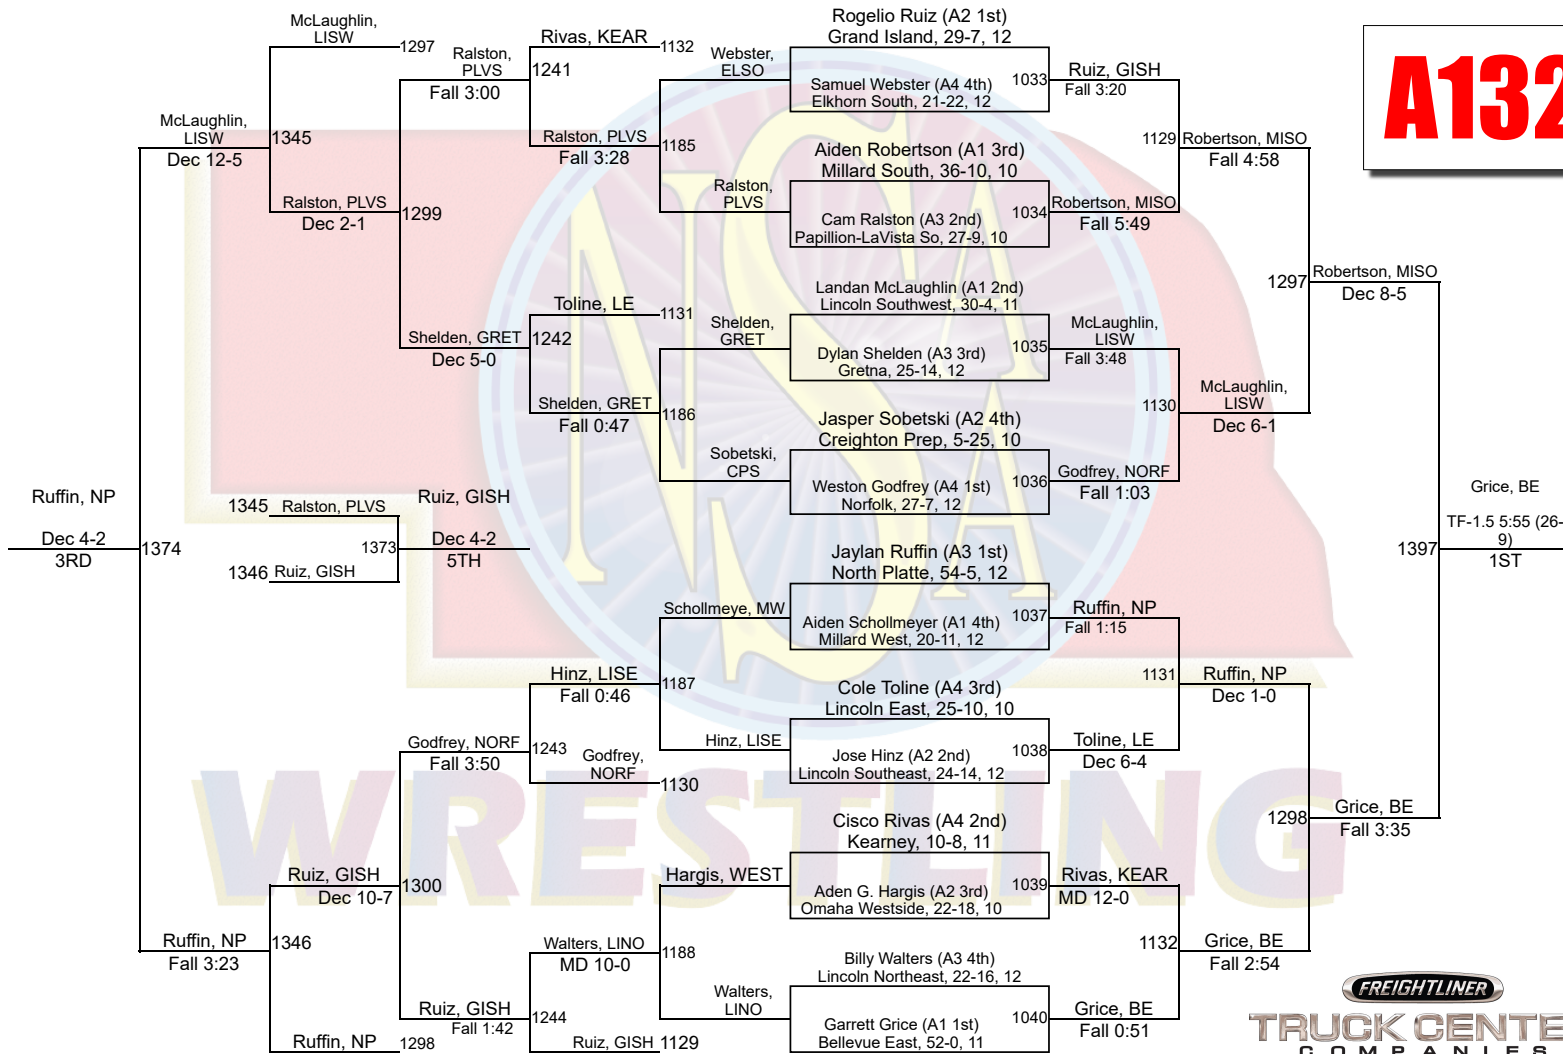 A132
McLaughlin,
LISW
1297
Ralston,
PLVS
Fall 3:00
Rivas, KEAR
1132
1241
McLaughlin,
LISW
Dec 12-5
1345
Ralston, PLVS
Fall 3:28
1185
Webster,
ELSO
Ralston,
PLVS
Ralston, PLVS
Dec 2-1
1299
Toline, LE
1131
Shelden, GRET
Dec 5-0
1242
Shelden, GRET
Fall 0:47
1186
Shelden,
GRET
Sobetski,
CPS
Ruffin, NP
Dec 4-2
3RD
1374
1345
Ralston, PLVS
1346
Ruiz, GISH
1373
Ruiz, GISH
Dec 4-2
5TH
Schollmeye, MW
Hinz, LISE
Fall 0:46
1187
Hinz, LISE
Godfrey, NORF
Fall 3:50
1243
Godfrey,
NORF
1130
Ruiz, GISH
Dec 10-7
1300
Hargis, WEST
Ruffin, NP
Fall 3:23
1346
Walters, LINO
MD 10-0
1188
Walters,
LINO
Ruiz, GISH
Fall 1:42
1244
Ruffin, NP
1298
Ruiz, GISH
1129
Rogelio Ruiz (A2 1st)
Grand Island, 29-7, 12
Samuel Webster (A4 4th)
Elkhorn South, 21-22, 12
1033
Ruiz, GISH
Fall 3:20
Aiden Robertson (A1 3rd)
Millard South, 36-10, 10
Cam Ralston (A3 2nd)
Papillion-LaVista So, 27-9, 10
1034
Robertson, MISO
Fall 5:49
1129
Robertson, MISO
Fall 4:58
Landan McLaughlin (A1 2nd)
Lincoln Southwest, 30-4, 11
Dylan Shelden (A3 3rd)
Gretna, 25-14, 12
1035
McLaughlin,
LISW
Fall 3:48
Jasper Sobetski (A2 4th)
Creighton Prep, 5-25, 10
Weston Godfrey (A4 1st)
Norfolk, 27-7, 12
1036
Godfrey, NORF
Fall 1:03
1130
McLaughlin,
LISW
Dec 6-1
1297
Robertson, MISO
Dec 8-5
Jaylan Ruffin (A3 1st)
North Platte, 54-5, 12
Aiden Schollmeyer (A1 4th)
Millard West, 20-11, 12
1037
Ruffin, NP
Fall 1:15
Cole Toline (A4 3rd)
Lincoln East, 25-10, 10
Jose Hinz (A2 2nd)
Lincoln Southeast, 24-14, 12
1038
Toline, LE
Dec 6-4
1131
Ruffin, NP
Dec 1-0
Cisco Rivas (A4 2nd)
Kearney, 10-8, 11
Aden G. Hargis (A2 3rd)
Omaha Westside, 22-18, 10
1039
Rivas, KEAR
MD 12-0
Billy Walters (A3 4th)
Lincoln Northeast, 22-16, 12
Garrett Grice (A1 1st)
Bellevue East, 52-0, 11
1040
Grice, BE
Fall 0:51
1132
Grice, BE
Fall 2:54
1298
Grice, BE
Fall 3:35
1397
Grice, BE
TF-1.5 5:55 (26-
9)
1ST
NSAA
WRESTLING
FREIGHTLINER
TRUCK CENTE
COMPANIES